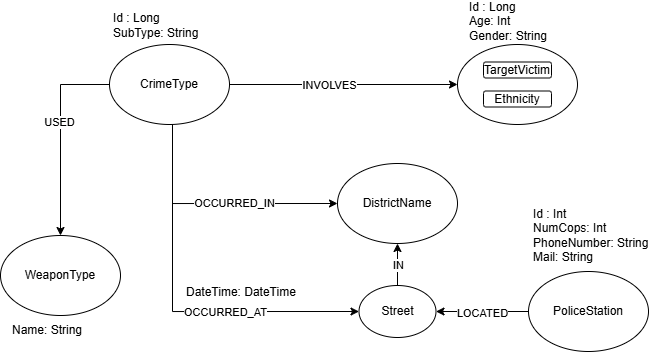 Id : Long
SubType: String
CrimeType
INVOLVES
Id : Long
Age: Int
Gender: String
TargetVictim
Ethnicity
USED
OCCURRED_IN
DistrictName
WeaponType
Name: String
DateTime: DateTime
OCCURRED_AT
IN
Street
LOCATED
Id : Int
NumCops: Int
PhoneNumber: String
Mail: String
PoliceStation